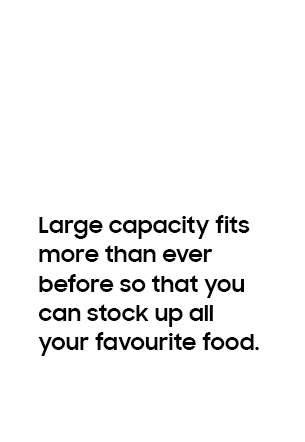 Large capacity fits
more than ever
before so that you
can stock up all
your favourite food.